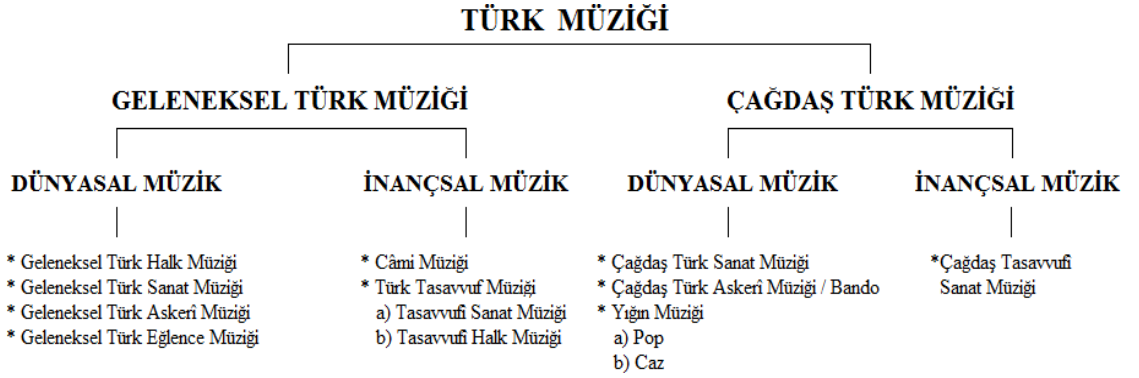 TÜRK MÜZİĞİ
GELENEKSEL TÜRK MÜZİĞİ
ÇAĞDAŞ TÜRK MÜZİĞİ
DÜNYASAL MÜZİK
İNANÇSAL MÜZİK
DÜNYASAL MÜZİK
İNANÇSAL MÜZİK
* Geleneksel Türk Halk Müziği
* Geleneksel Türk Sanat Müziği
* Geleneksel Türk Askerî Müziği
* Geleneksel Türk Eğlence Müziği
* Câmi Müziği
* Türk Tasavvuf Müziği
a) Tasavvufî Sanat Müziği
b) Tasavvufî Halk Müziği
* Çağdaş Türk Sanat Müziği
* Çağdaş Türk Askerî Müziği / Bando
* Yığın Müziği
a) Pop
b) Caz
*Çağdaş Tasavvufî
Sanat Müziği